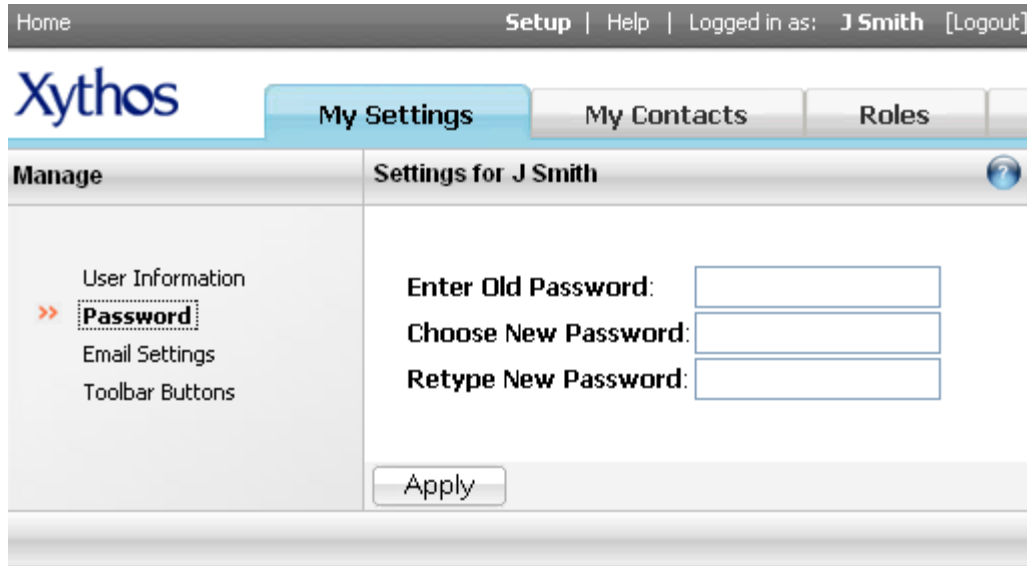 Home Setup | Help | Logged in as: J Smith [Logout]
Xythos
My Settings My Contacts Roles
Manage
Settings for J Smith ?
User Information
>> Password
Email Settings
Toolbar Buttons
Enter Old Password:
Choose New Password:
Retype New Password:
Apply